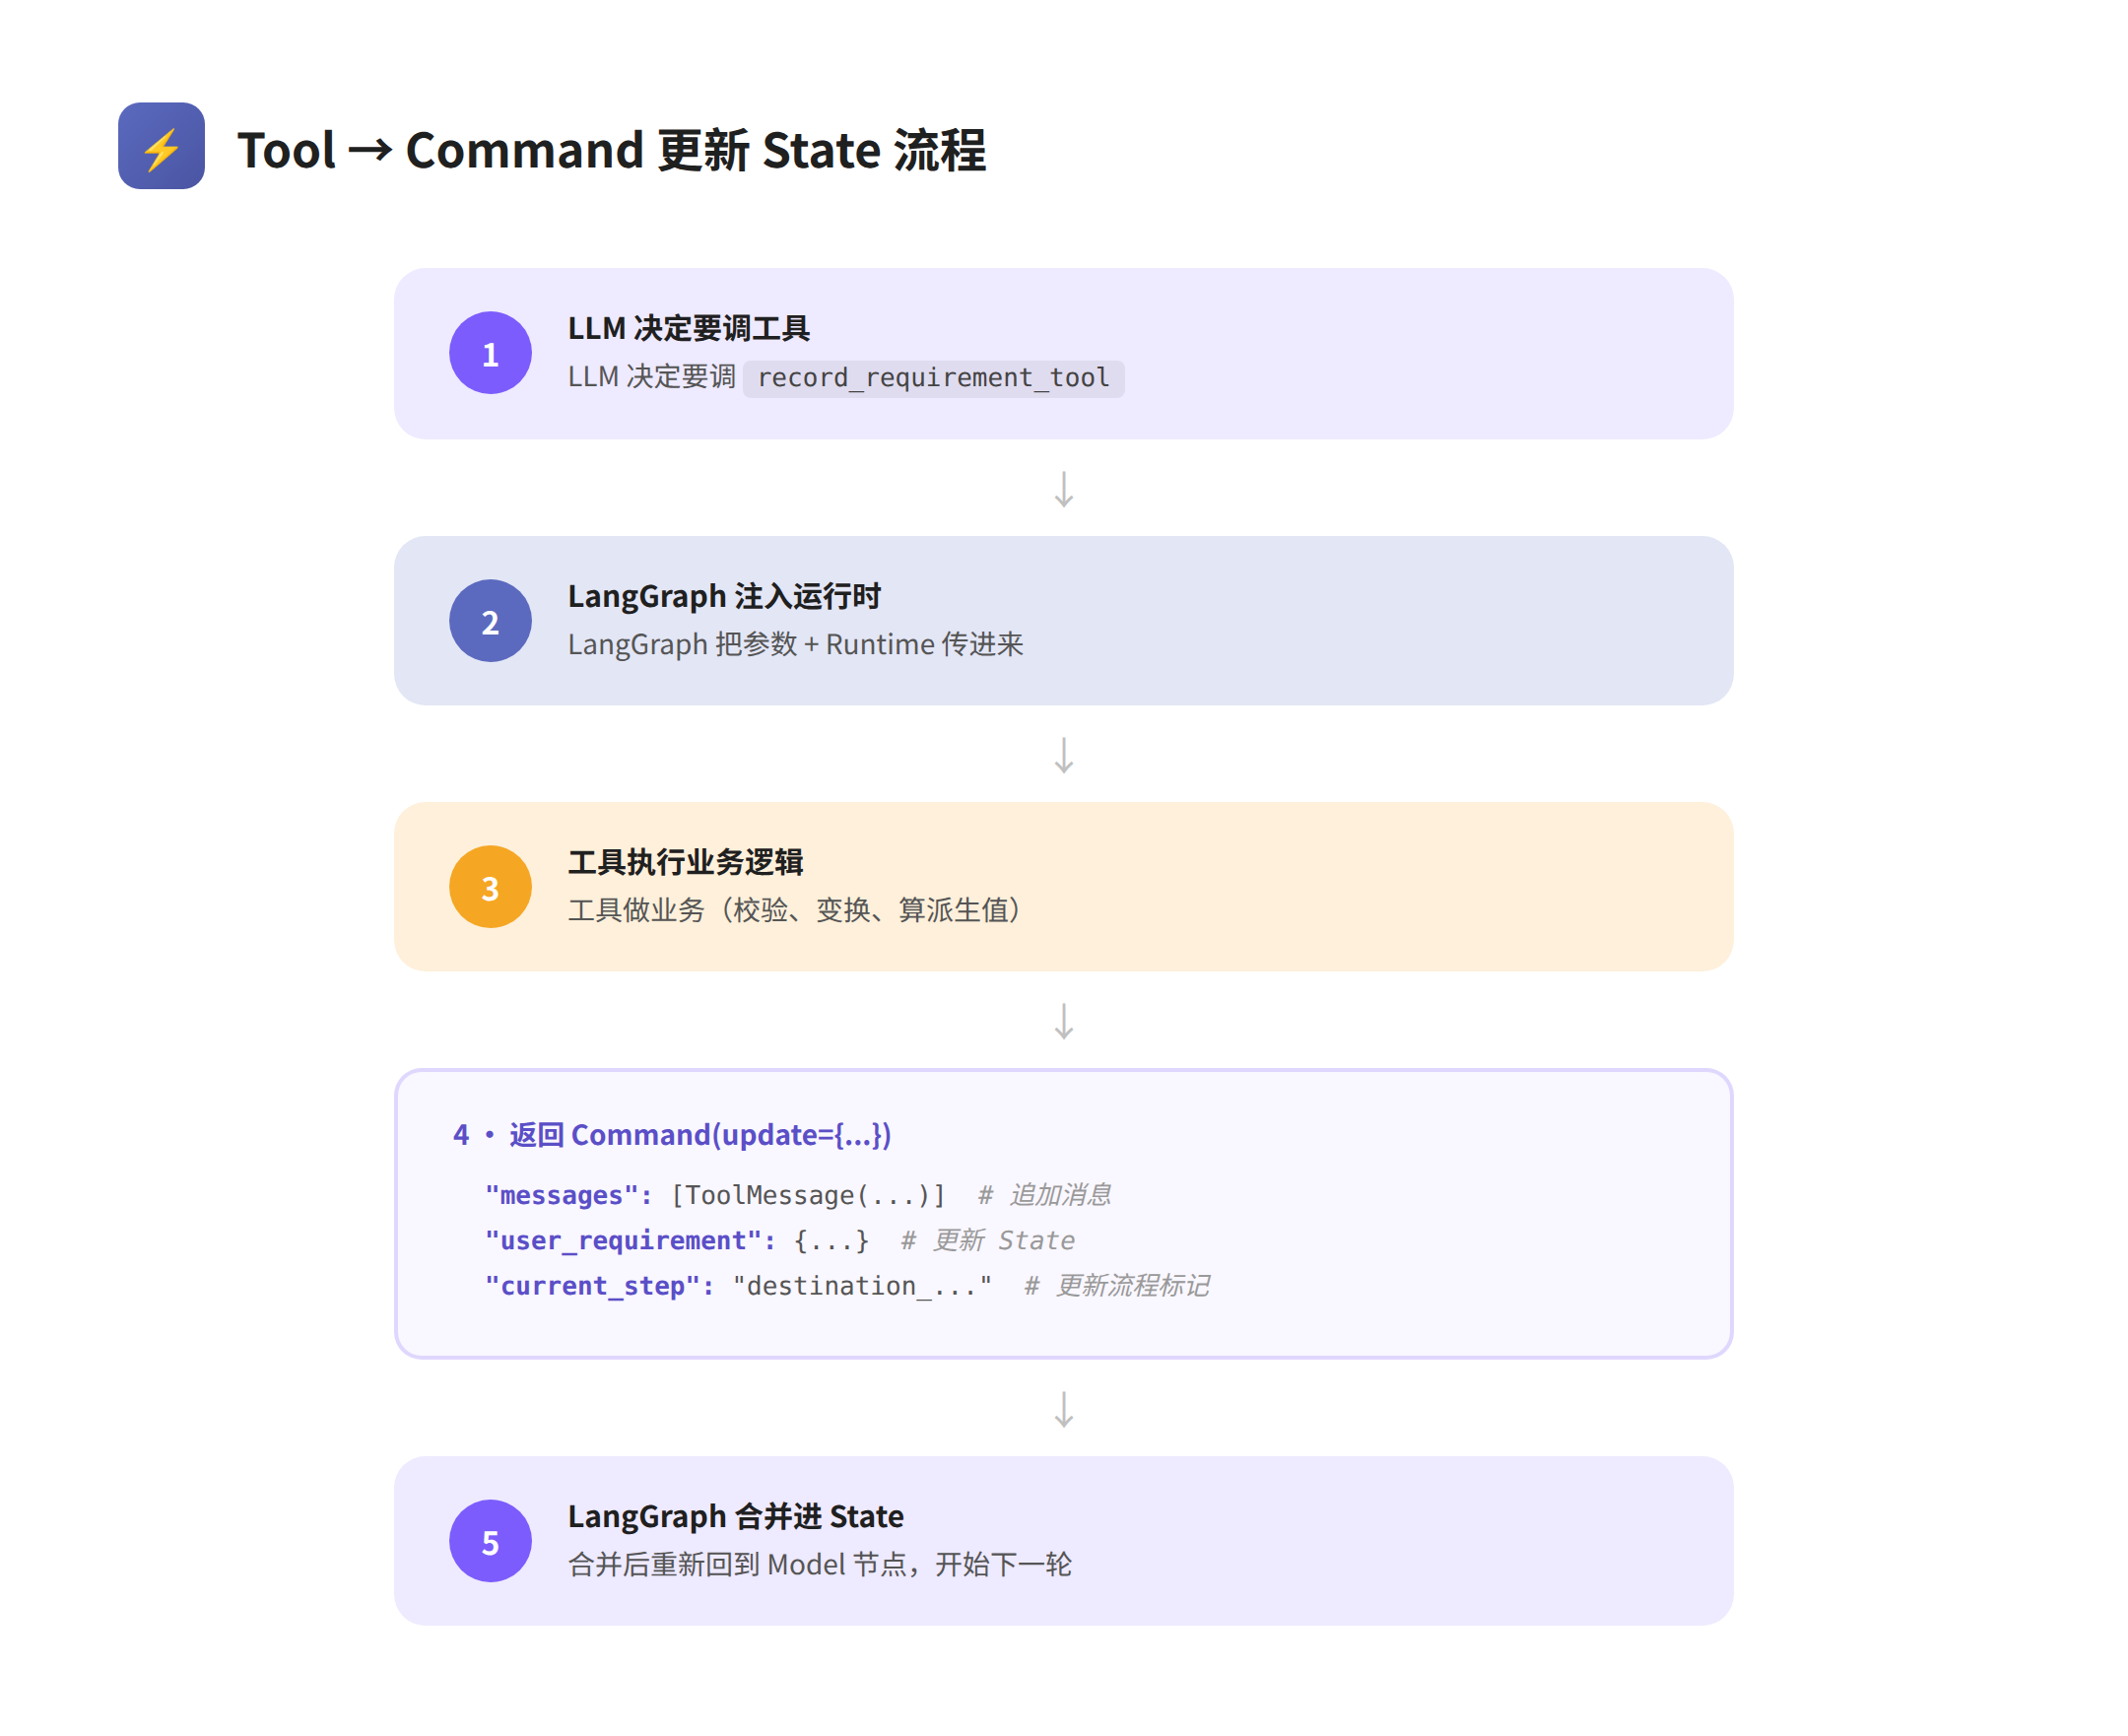 ⚡ Tool → Command 更新 State 流程
1
LLM 决定要调工具
LLM 决定要调 record_requirement_tool
↓
2
LangGraph 注入运行时
LangGraph 把参数 + Runtime 传进来
↓
3
工具执行业务逻辑
工具做业务（校验、变换、算派生值）
↓
4 · 返回 Command(update={...})
"messages": [ToolMessage(...)]  # 追加消息
"user_requirement": {...}  # 更新 State
"current_step": "destination_..."  # 更新流程标记
↓
5
LangGraph 合并进 State
合并后重新回到 Model 节点，开始下一轮